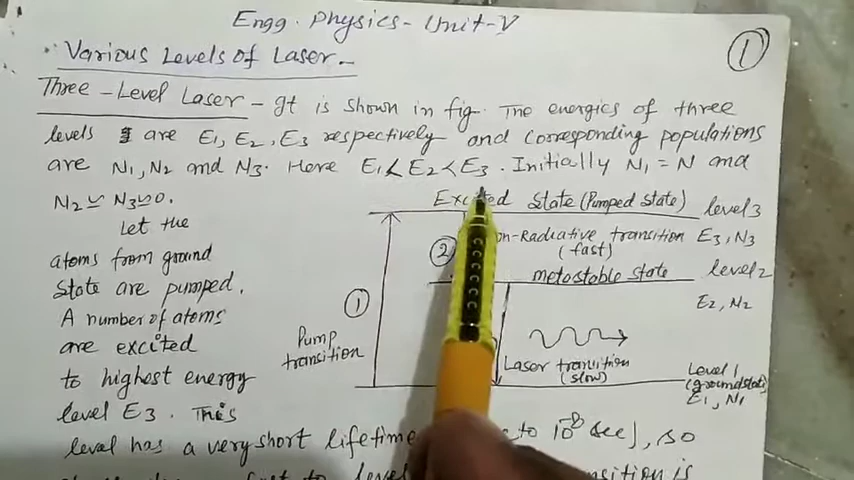 Engg. Physics - Unit-V
1
Various Levels of Laser -
Three-Level Laser - It is shown in fig. The energies of three
levels are E1, E2, E3 respectively and corresponding populations
are N1, N2 and N3. Here E1 < E2 < E3. Initially N1 = N and
N2 ≃ N3 ≃ 0.
Excited State (Pumped state) level 3
Let the
atoms from ground
State are pumped.
A number of atoms
are excited
to highest energy
level E3. This
level has a very short lifetime to 10^-8 sec], so
2
on-Radiative transition E3, N3
(fast)
metastable state level 2
E2, N2
1
Pump
transition
Laser transition
(slow)
Level 1
(ground state)
E1, N1
is